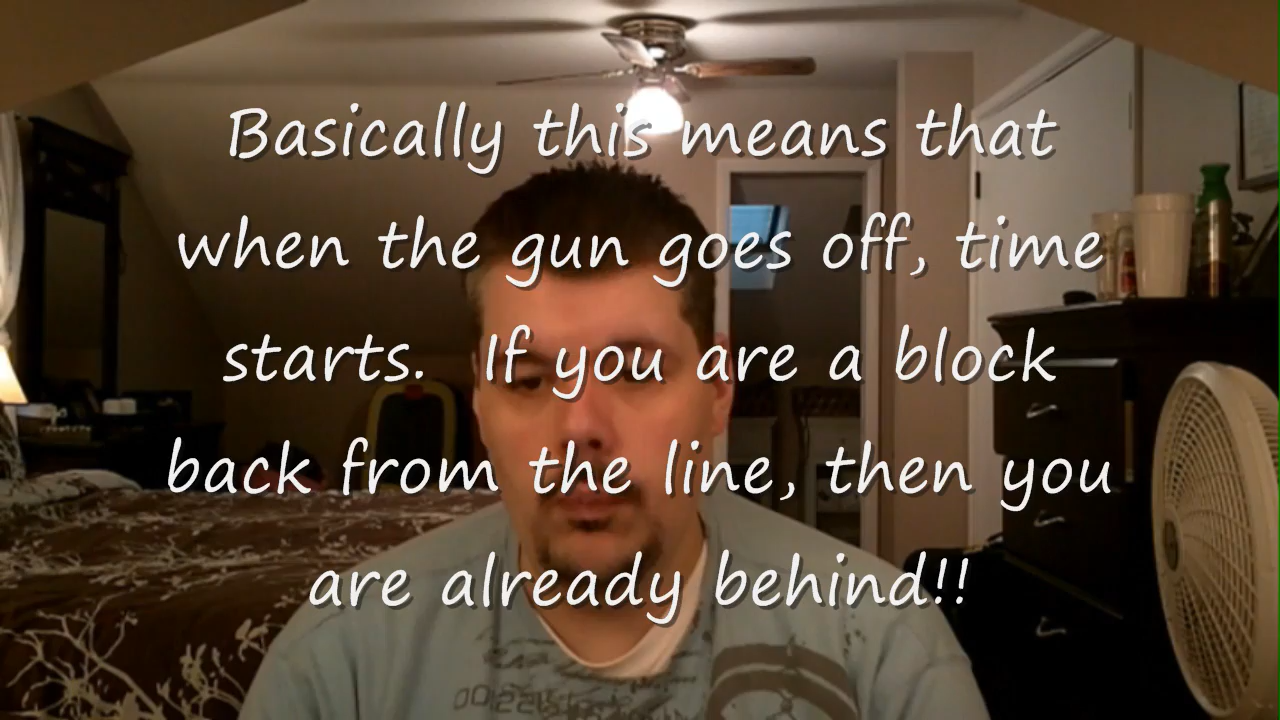 Basically this means that
when the gun goes off, time
starts.  If you are a block
back from the line, then you
are already behind!!